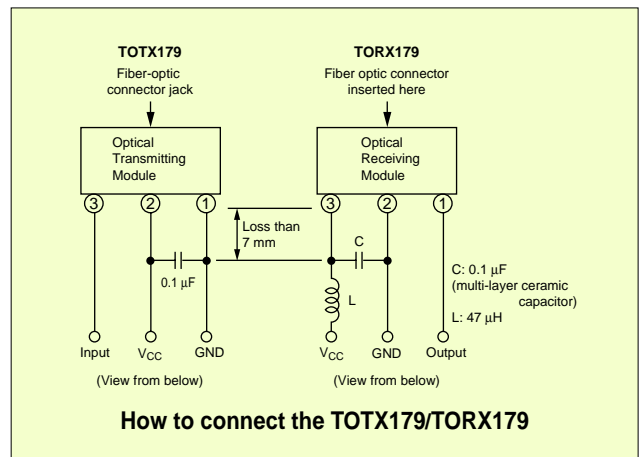 TOTX179
Fiber-optic
connector jack
Optical
Transmitting
Module
3 2 1
0.1 μF
Input VCC GND
(View from below)
Loss than
7 mm
TORX179
Fiber optic connector
inserted here
Optical
Receiving
Module
3 2 1
C
L
C: 0.1 μF
(multi-layer ceramic
capacitor)
L: 47 μH
VCC GND Output
(View from below)
How to connect the TOTX179/TORX179